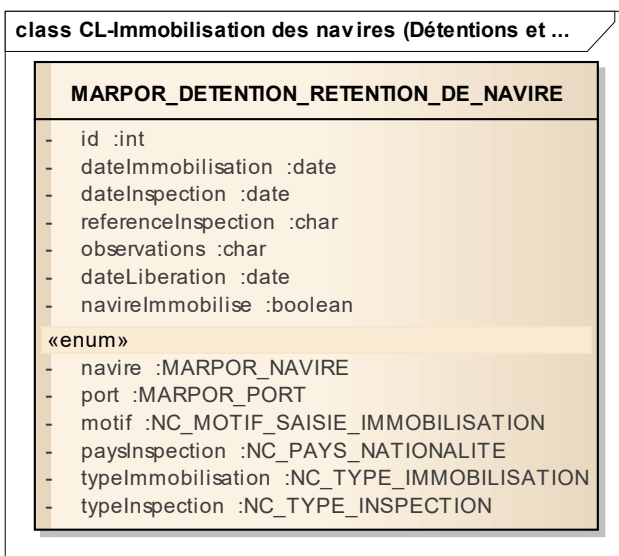 class CL-Immobilisation des navires (Détentions et ...
MARPOR_DETENTION_RETENTION_DE_NAVIRE
- id :int
- dateImmobilisation :date
- dateInspection :date
- referenceInspection :char
- observations :char
- dateLiberation :date
- navireImmobilise :boolean
«enum»
- navire :MARPOR_NAVIRE
- port :MARPOR_PORT
- motif :NC_MOTIF_SAISIE_IMMOBILISATION
- paysInspection :NC_PAYS_NATIONALITE
- typeImmobilisation :NC_TYPE_IMMOBILISATION
- typeInspection :NC_TYPE_INSPECTION